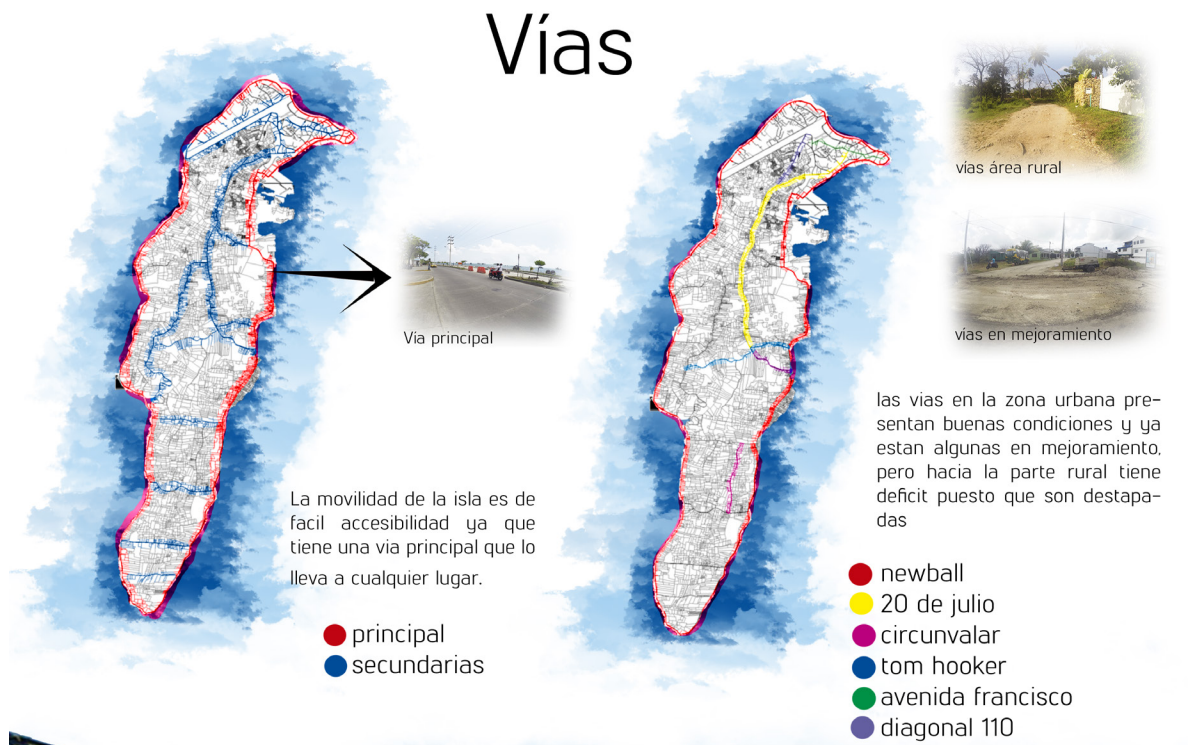 Vías
vías área rural
Via principal
vias en mejoramiento
las vias en la zona urbana pre-
sentan buenas condiciones y ya
estan algunas en mejoramiento,
pero hacia la parte rural tiene
deficit puesto que son destapa-
das
La movilidad de la isla es de
facil accesibilidad ya que
tiene una via principal que lo
lleva a cualquier lugar.
principal
secundarias
newball
20 de julio
circunvalar
tom hooker
avenida francisco
diagonal 110